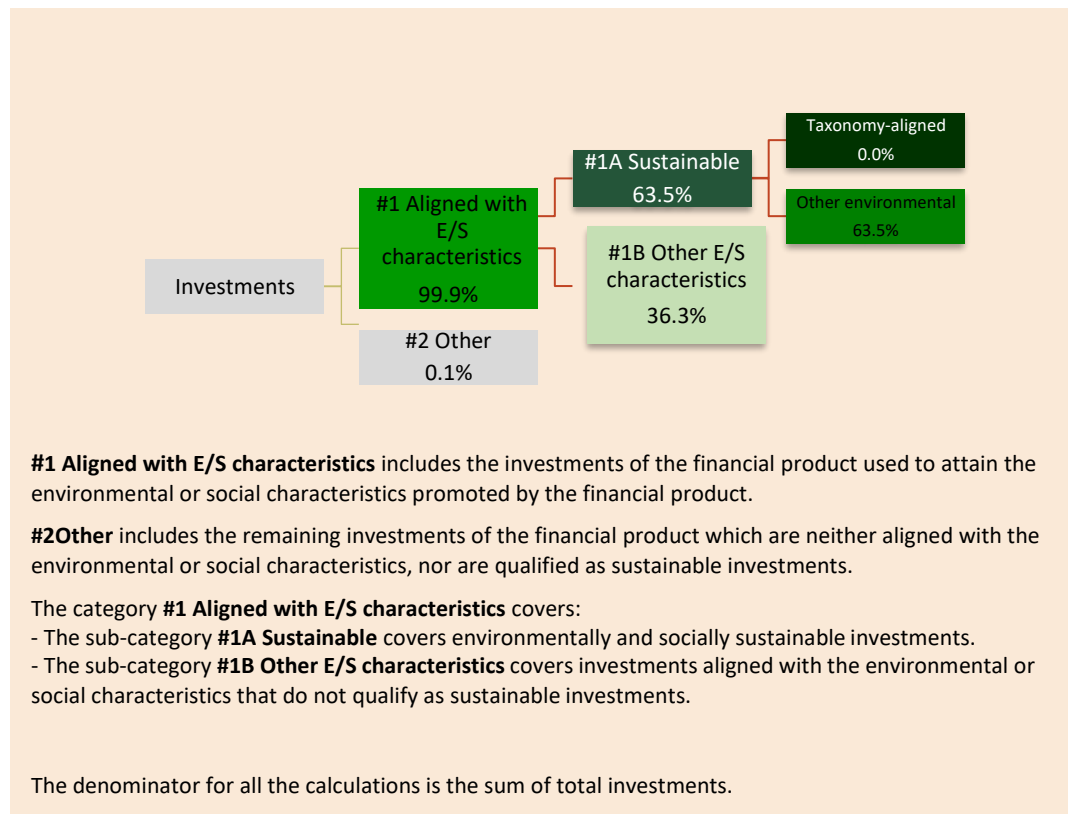 Taxonomy-aligned
0.0%
#1A Sustainable
63.5%
Other environmental
63.5%
#1 Aligned with
E/S
characteristics
99.9%
#1B Other E/S
characteristics
36.3%
Investments
#2 Other
0.1%
#1 Aligned with E/S characteristics includes the investments of the financial product used to attain the
environmental or social characteristics promoted by the financial product.
#2Other includes the remaining investments of the financial product which are neither aligned with the
environmental or social characteristics, nor are qualified as sustainable investments.
The category #1 Aligned with E/S characteristics covers:
- The sub-category #1A Sustainable covers environmentally and socially sustainable investments.
- The sub-category #1B Other E/S characteristics covers investments aligned with the environmental or
social characteristics that do not qualify as sustainable investments.
The denominator for all the calculations is the sum of total investments.